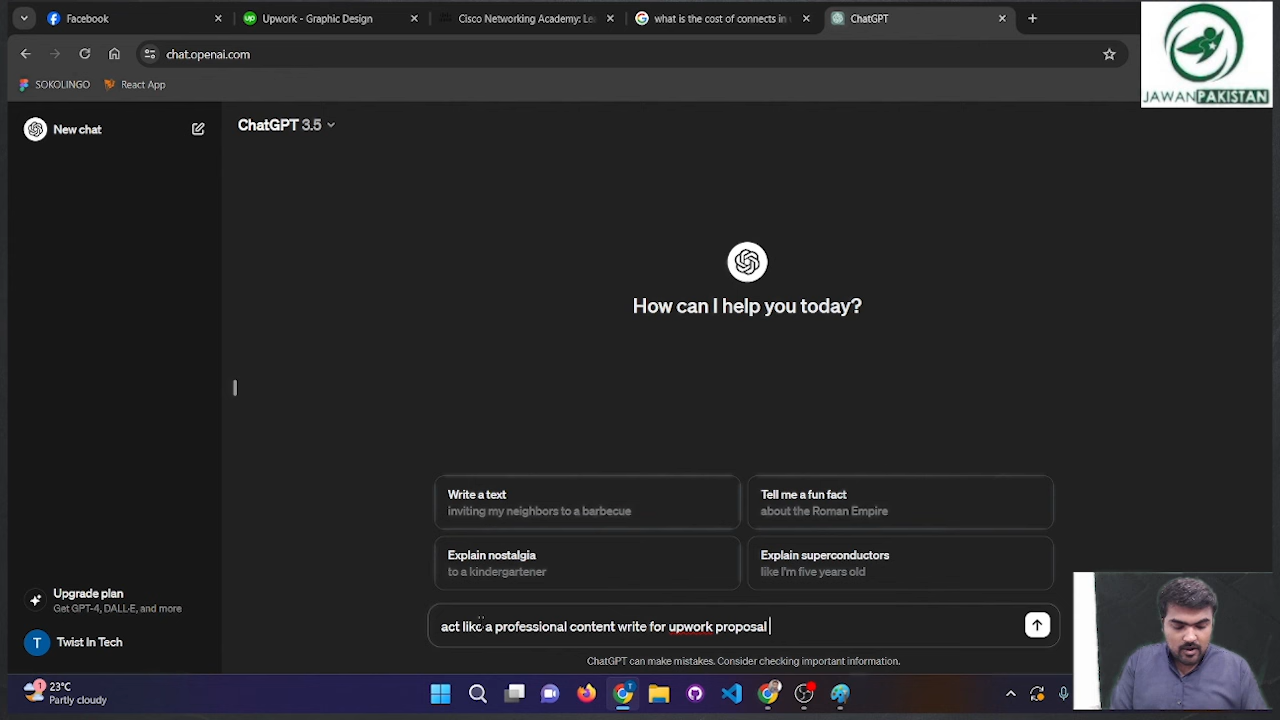 Facebook
Upwork - Graphic Design
Cisco Networking Academy: Le
what is the cost of connects in
ChatGPT
chat.openai.com
SOKOLINGO
React App
JAWANPAKISTAN
New chat
ChatGPT 3.5
How can I help you today?
Write a text
inviting my neighbors to a barbecue
Tell me a fun fact
about the Roman Empire
Explain nostalgia
to a kindergartener
Explain superconductors
like I'm five years old
Upgrade plan
Get GPT-4, DALL·E, and more
T
Twist In Tech
act like a professional content write for upwork proposal
ChatGPT can make mistakes. Consider checking important information.
1
23°C
Partly cloudy